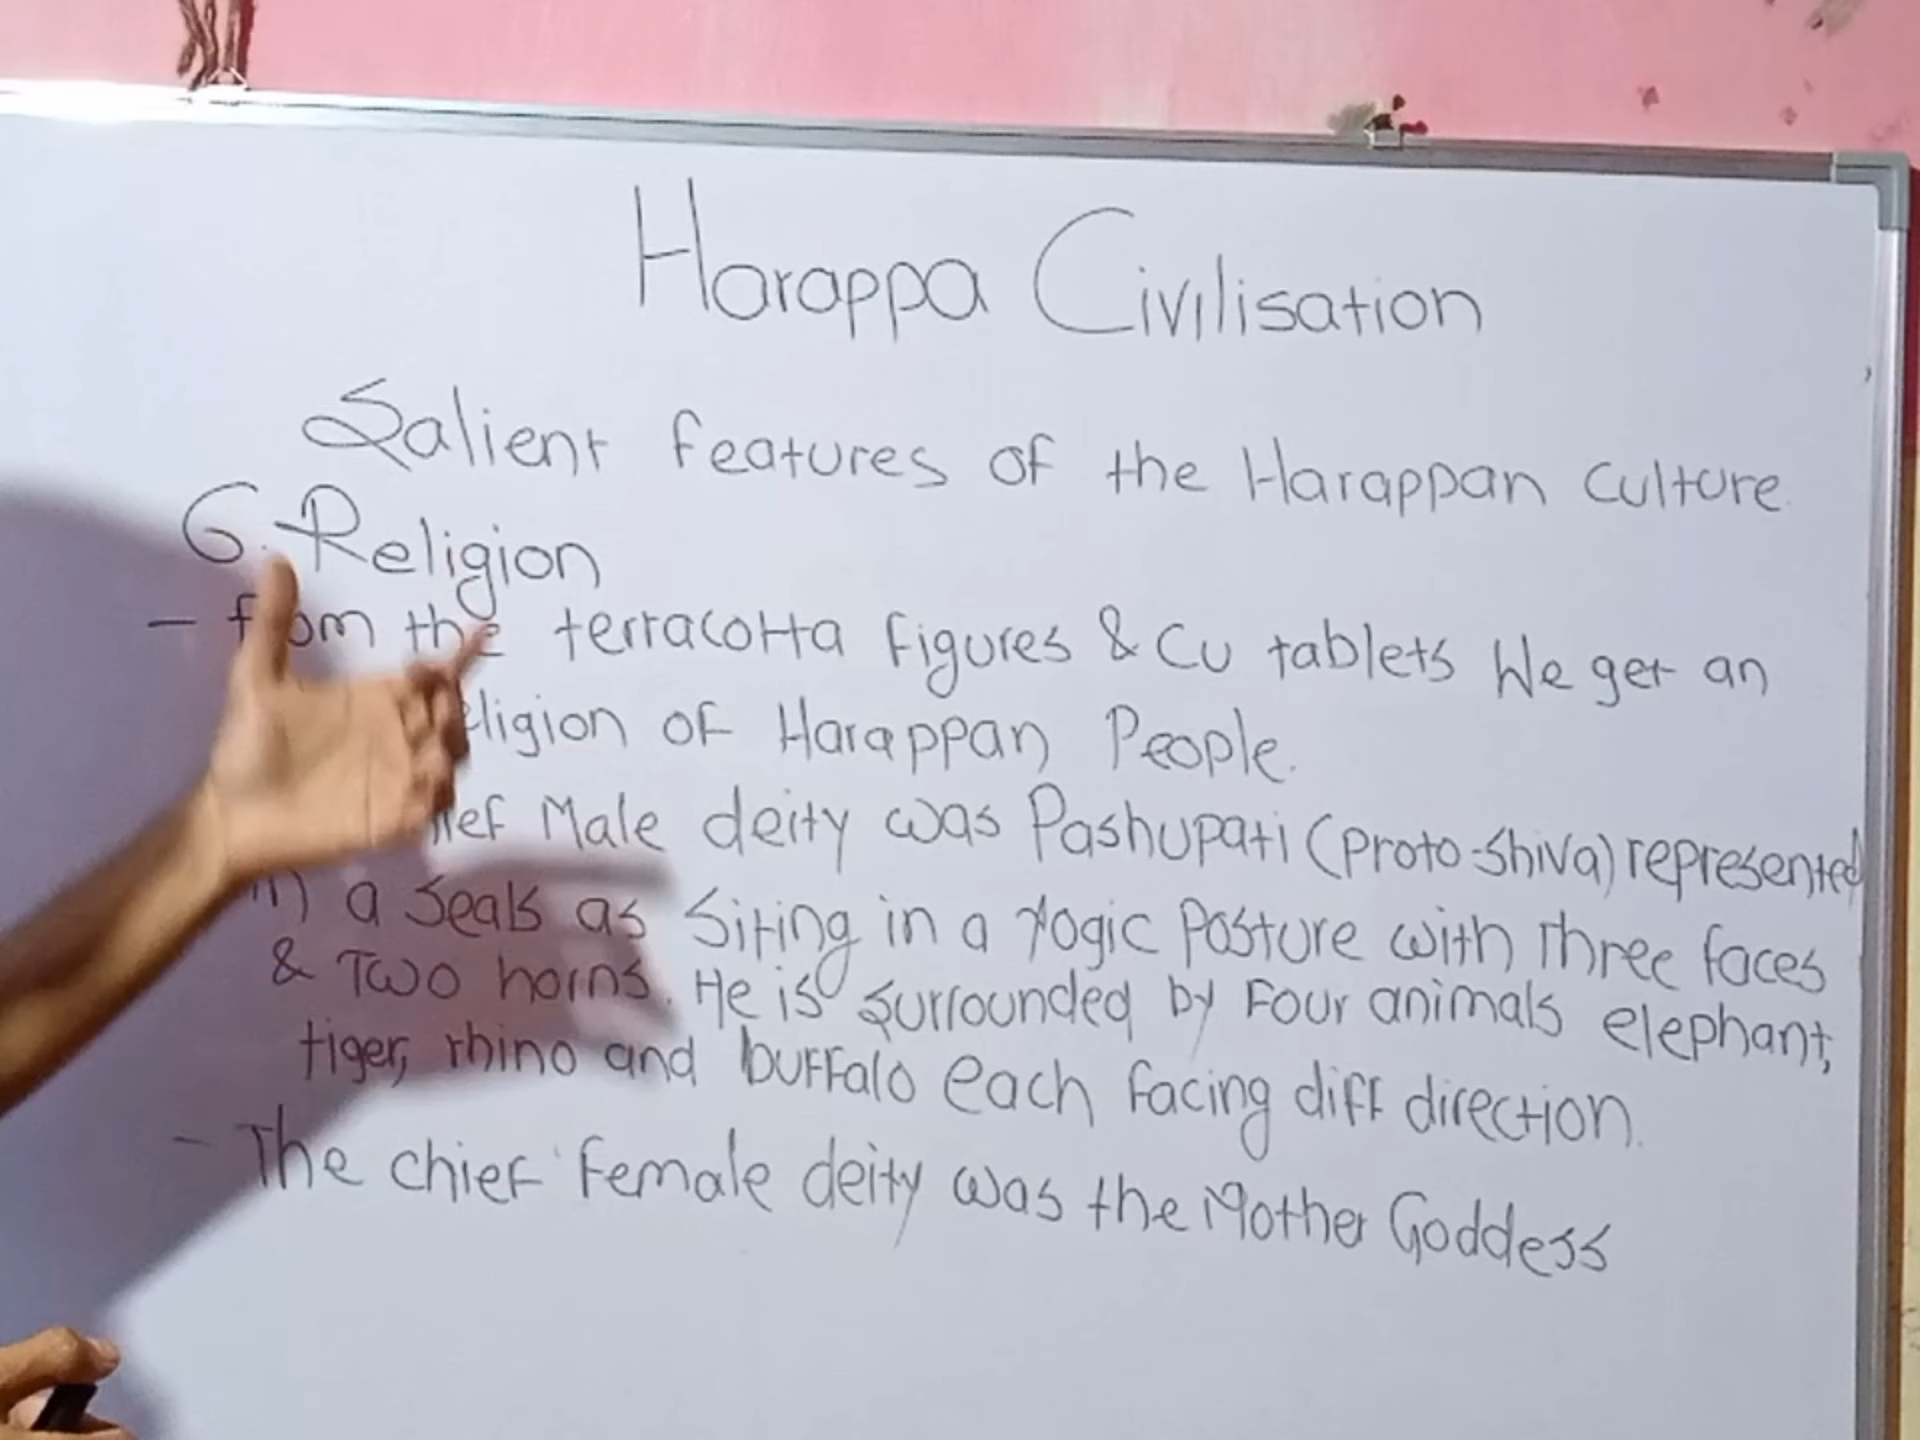 Harappa Civilisation
Salient features of the Harappan culture
6. Religion
- the terracotta figures & Cu tablets We get an
of Harappan People.
Male deity was Pashupati (Proto-Shiva) represented
a Seals as Siting in a Yogic Posture with three faces
& Two horns. He is surrounded by Four animals elephant,
tiger, rhino and buffalo each facing diff direction.
- The chief female deity was the Mother Goddess